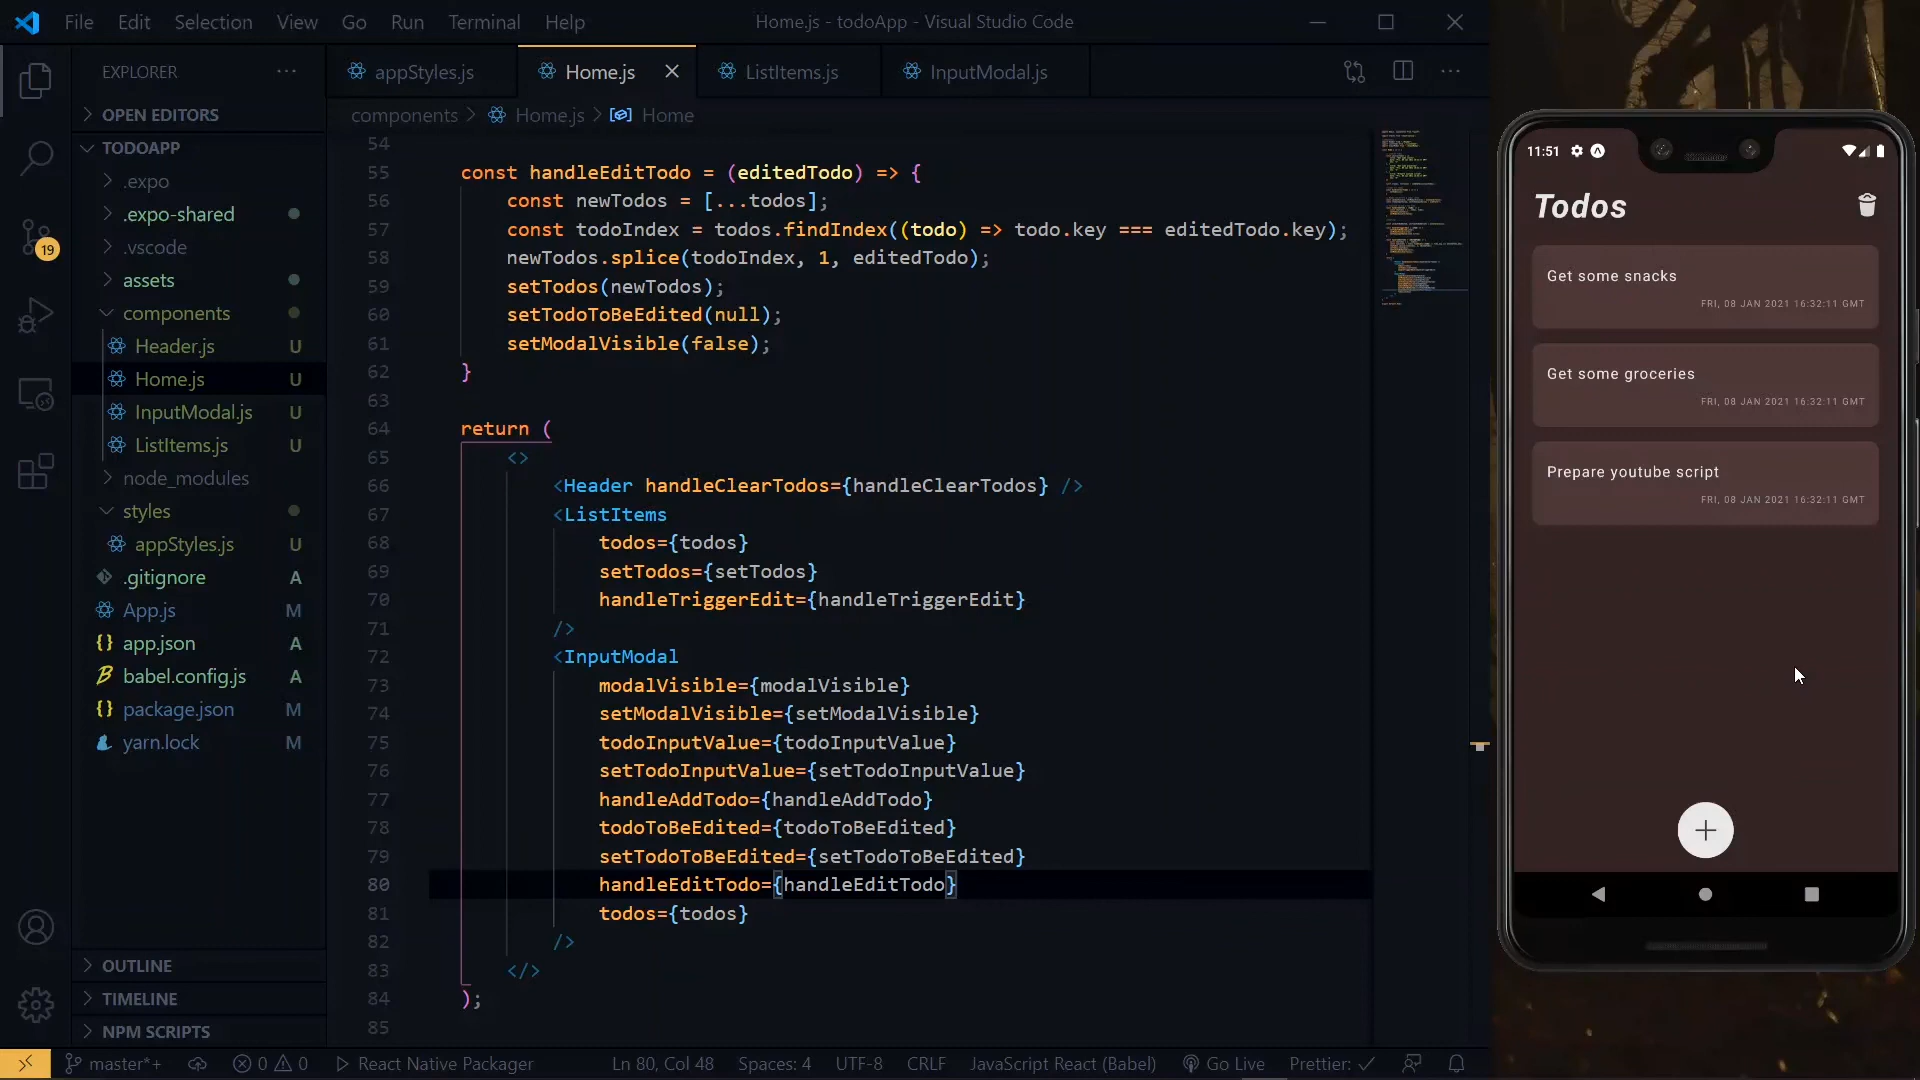 File Edit Selection View Go Run Terminal Help
Home.js - todoApp - Visual Studio Code
EXPLORER
appStyles.js
Home.js
ListItems.js
InputModal.js
OPEN EDITORS
components > Home.js > Home
TODOAPP
.expo
.expo-shared
.vscode
assets
components
Header.js U
Home.js U
InputModal.js U
ListItems.js U
node_modules
styles
appStyles.js U
.gitignore A
App.js M
app.json A
babel.config.js A
package.json M
yarn.lock M
19
OUTLINE
TIMELINE
NPM SCRIPTS
54
55 const handleEditTodo = (editedTodo) => {
56 const newTodos = [...todos];
57 const todoIndex = todos.findIndex((todo) => todo.key === editedTodo.key);
58 newTodos.splice(todoIndex, 1, editedTodo);
59 setTodos(newTodos);
60 setTodoToBeEdited(null);
61 setModalVisible(false);
62 }
63
64 return (
65 <>
66 <Header handleClearTodos={handleClearTodos} />
67 <ListItems
68 todos={todos}
69 setTodos={setTodos}
70 handleTriggerEdit={handleTriggerEdit}
71 />
72 <InputModal
73 modalVisible={modalVisible}
74 setModalVisible={setModalVisible}
75 todoInputValue={todoInputValue}
76 setTodoInputValue={setTodoInputValue}
77 handleAddTodo={handleAddTodo}
78 todoToBeEdited={todoToBeEdited}
79 setTodoToBeEdited={setTodoToBeEdited}
80 handleEditTodo={handleEditTodo}
81 todos={todos}
82 />
83 </>
84 );
85
11:51
Todos
Get some snacks
FRI, 08 JAN 2021 16:32:11 GMT
Get some groceries
FRI, 08 JAN 2021 16:32:11 GMT
Prepare youtube script
FRI, 08 JAN 2021 16:32:11 GMT
master*+ 0 0 React Native Packager Ln 80, Col 48 Spaces: 4 UTF-8 CRLF JavaScript React (Babel) Go Live Prettier: ✓